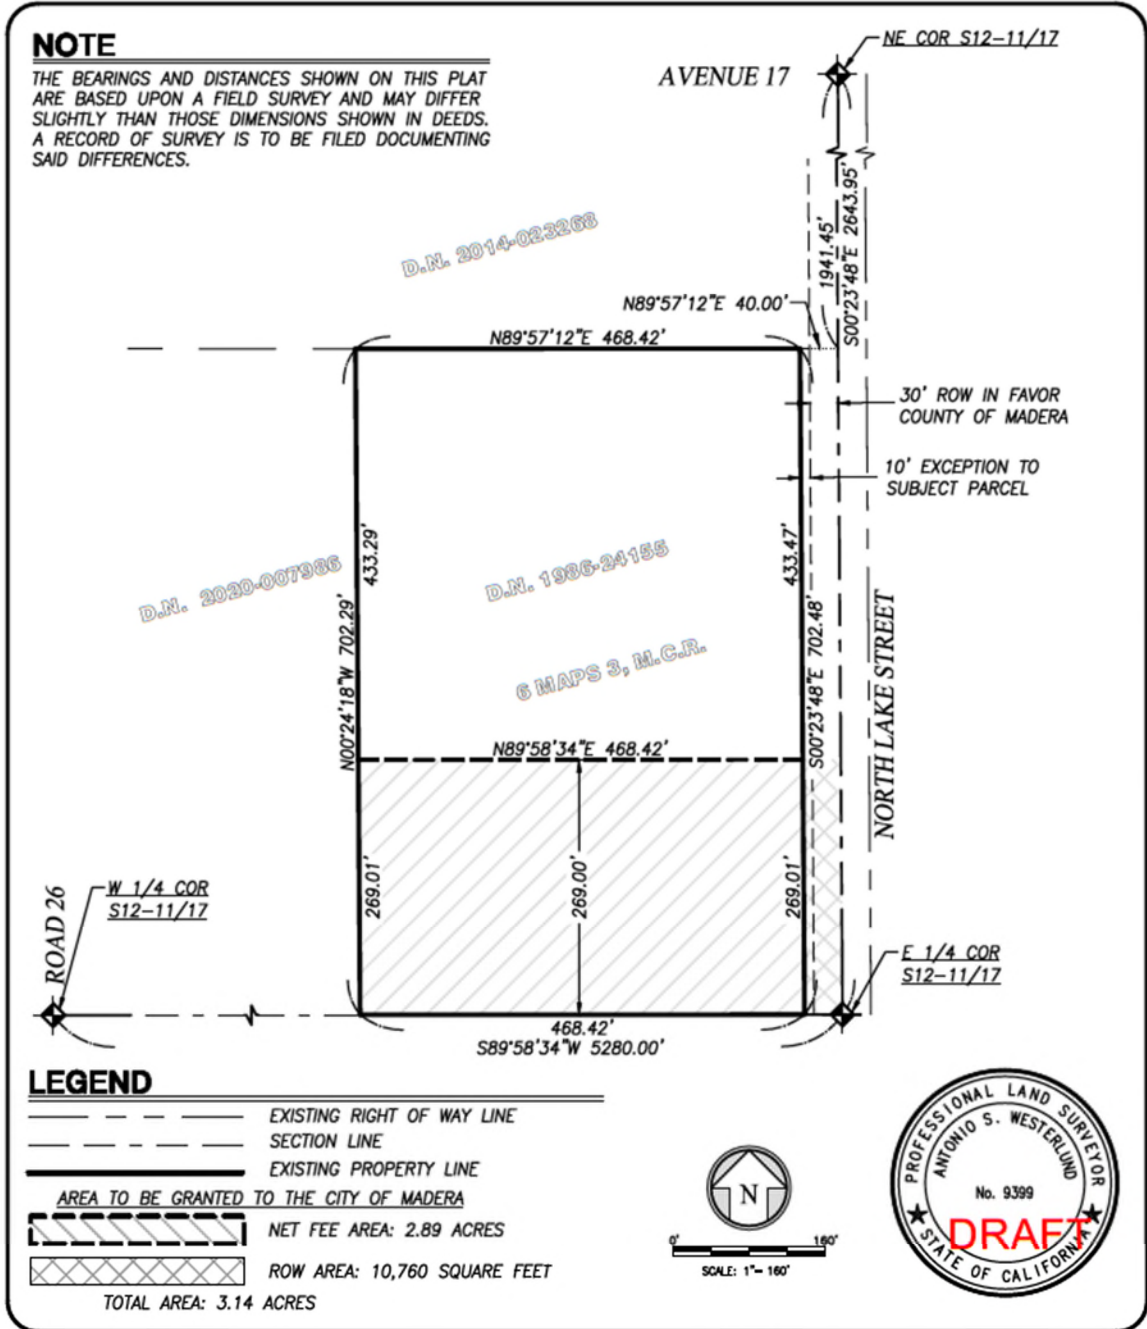 NOTE
THE BEARINGS AND DISTANCES SHOWN ON THIS PLAT
ARE BASED UPON A FIELD SURVEY AND MAY DIFFER
SLIGHTLY THAN THOSE DIMENSIONS SHOWN IN DEEDS.
A RECORD OF SURVEY IS TO BE FILED DOCUMENTING
SAID DIFFERENCES.
NE COR S12-11/17
AVENUE 17
1941.45'
S00°23'48"E 2643.95'
D.N. 2014-023268
N89°57'12"E 40.00'
N89°57'12"E 468.42'
30' ROW IN FAVOR
COUNTY OF MADERA
10' EXCEPTION TO
SUBJECT PARCEL
433.29'
433.47'
D.N. 2020-007986
D.N. 1986-24155
N00°24'18"W 702.29'
S00°23'48"E 702.48'
6 MAPS 3, M.C.R.
NORTH LAKE STREET
N89°58'34"E 468.42'
269.01'
269.00'
269.01'
ROAD 26
W 1/4 COR
S12-11/17
E 1/4 COR
S12-11/17
468.42'
S89°58'34"W 5280.00'
LEGEND
EXISTING RIGHT OF WAY LINE
SECTION LINE
EXISTING PROPERTY LINE
AREA TO BE GRANTED TO THE CITY OF MADERA
NET FEE AREA: 2.89 ACRES
ROW AREA: 10,760 SQUARE FEET
TOTAL AREA: 3.14 ACRES
N
0' 160'
SCALE: 1"= 160'
PROFESSIONAL LAND SURVEYOR
ANTONIO S. WESTERLUND
No. 9399
DRAFT
STATE OF CALIFORNIA